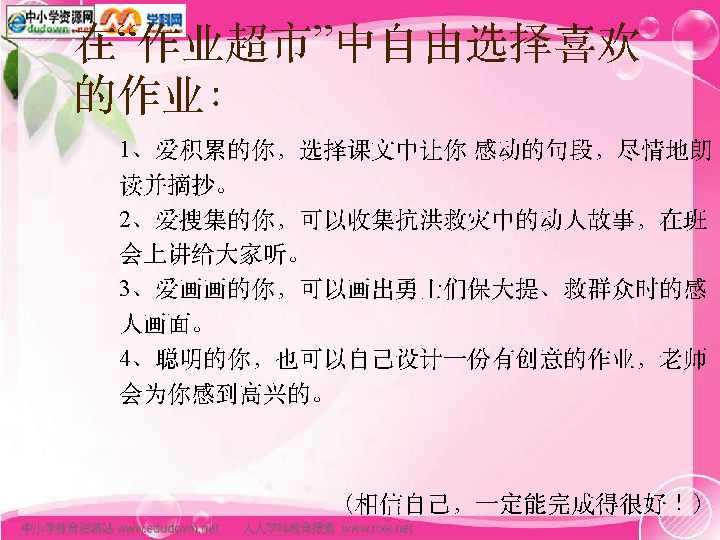 中小学资源网
edudown.net
学科网
在“作业超市”中自由选择喜欢
的作业：
1、爱积累的你，选择课文中让你 感动的句段，尽情地朗
读并摘抄。
2、爱搜集的你，可以收集抗洪救灾中的动人故事，在班
会上讲给大家听。
3、爱画画的你，可以画出勇士们保大提、救群众时的感
人画面。
4、聪明的你，也可以自己设计一份有创意的作业，老师
会为你感到高兴的。
（相信自己，一定能完成得很好！）
中小学教育资源站 www.edudown.net 人人学科教育搜索 www.rrxk.net